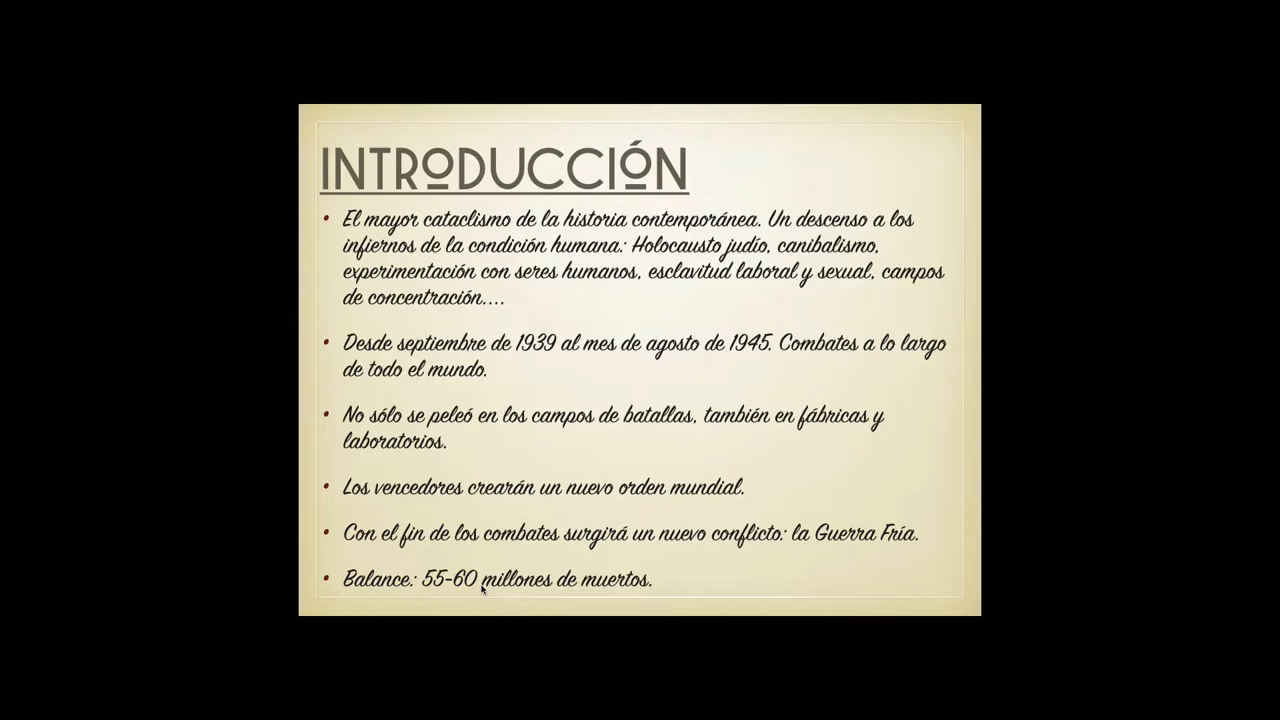 INTRODUCCIÓN
• El mayor cataclismo de la historia contemporánea. Un descenso a los
infiernos de la condición humana: Holocausto judío, canibalismo,
experimentación con seres humanos, esclavitud laboral y sexual, campos
de concentración....
• Desde septiembre de 1939 al mes de agosto de 1945. Combates a lo largo
de todo el mundo.
• No sólo se peleó en los campos de batallas, también en fábricas y
laboratorios.
• Los vencedores crearán un nuevo orden mundial.
• Con el fin de los combates surgirá un nuevo conflicto: la Guerra Fría.
• Balance: 55-60 millones de muertos.